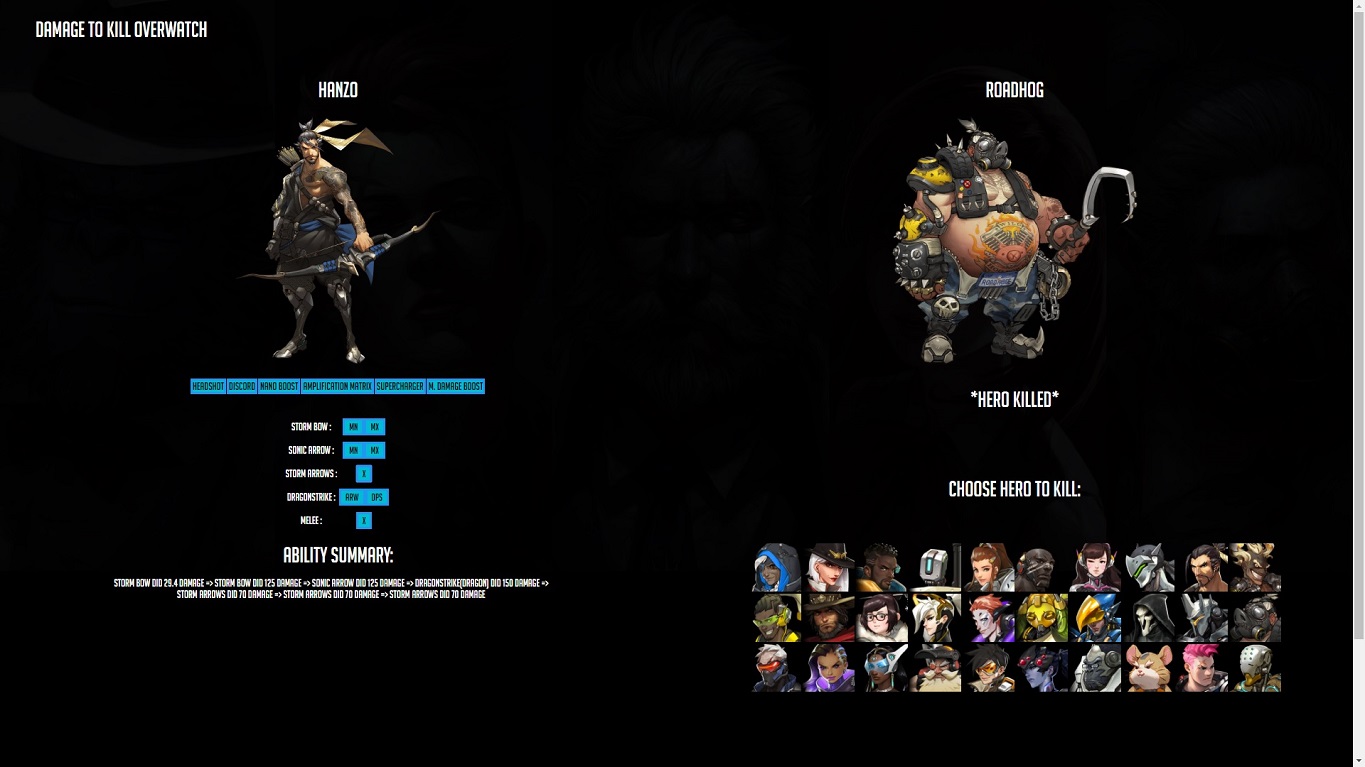 DAMAGE TO KILL OVERWATCH
HANZO
ROADHOG
HEADSHOT DISCORD NANO BOOST AMPLIFICATION MATRIX SUPERCHARGER M. DAMAGE BOOST
*HERO KILLED*
STORM BOW : MN MX
SONIC ARROW : MN MX
STORM ARROWS : X
DRAGONSTRIKE : ARW DPS
MELEE : X
CHOOSE HERO TO KILL:
ABILITY SUMMARY:
STORM BOW DID 29.4 DAMAGE => STORM BOW DID 125 DAMAGE => SONIC ARROW DID 125 DAMAGE => DRAGONSTRIKE[DRAGON] DID 150 DAMAGE =>
STORM ARROWS DID 70 DAMAGE => STORM ARROWS DID 70 DAMAGE => STORM ARROWS DID 70 DAMAGE